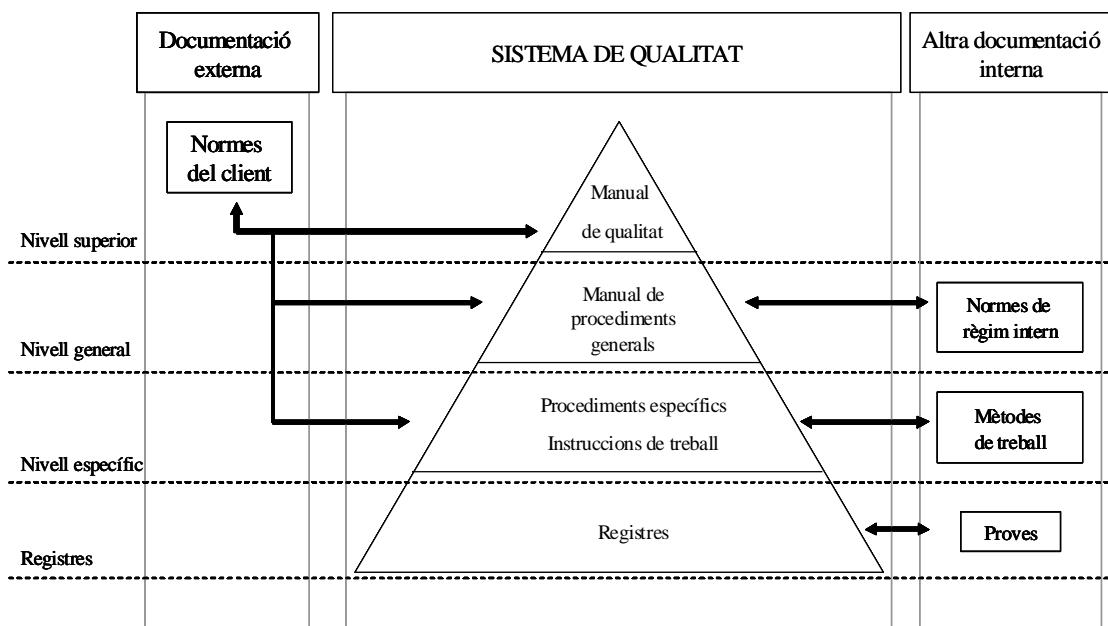 Documentació
externa
SISTEMA DE QUALITAT
Altra documentació
interna
Normes
del client
Manual
de qualitat
Nivell superior
Manual de
procediments
generals
Normes de
règim intern
Nivell general
Procediments específics
Instruccions de treball
Mètodes
de treball
Nivell específic
Registres
Proves
Registres